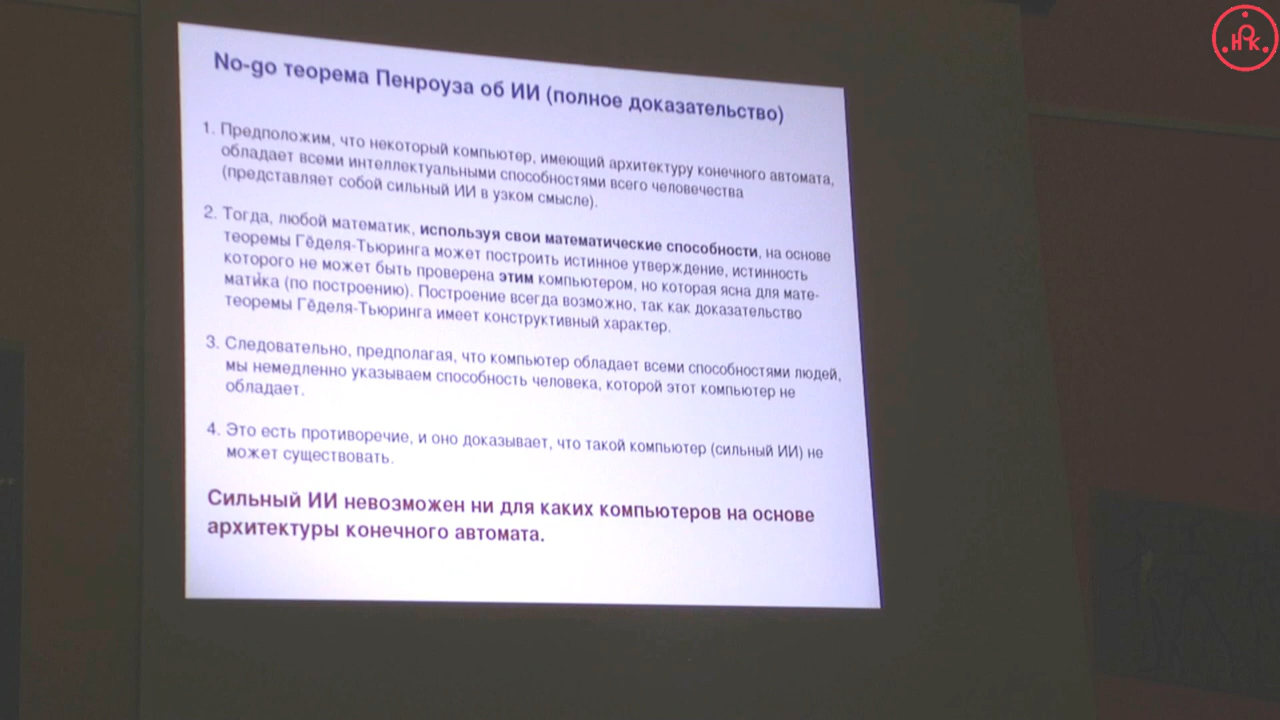 No-go теорема Пенроуза об ИИ (полное доказательство)
1. Предположим, что некоторый компьютер, имеющий архитектуру конечного автомата,
обладает всеми интеллектуальными способностями всего человечества
(представляет собой сильный ИИ в узком смысле).
2. Тогда, любой математик, используя свои математические способности, на основе
теоремы Гёделя-Тьюринга может построить истинное утверждение, истинность
которого не может быть проверена этим компьютером, но которая ясна для мате-
матика (по построению). Построение всегда возможно, так как доказательство
теоремы Гёделя-Тьюринга имеет конструктивный характер.
3. Следовательно, предполагая, что компьютер обладает всеми способностями людей,
мы немедленно указываем способность человека, которой этот компьютер не
обладает.
4. Это есть противоречие, и оно доказывает, что такой компьютер (сильный ИИ) не
может существовать.
Сильный ИИ невозможен ни для каких компьютеров на основе
архитектуры конечного автомата.